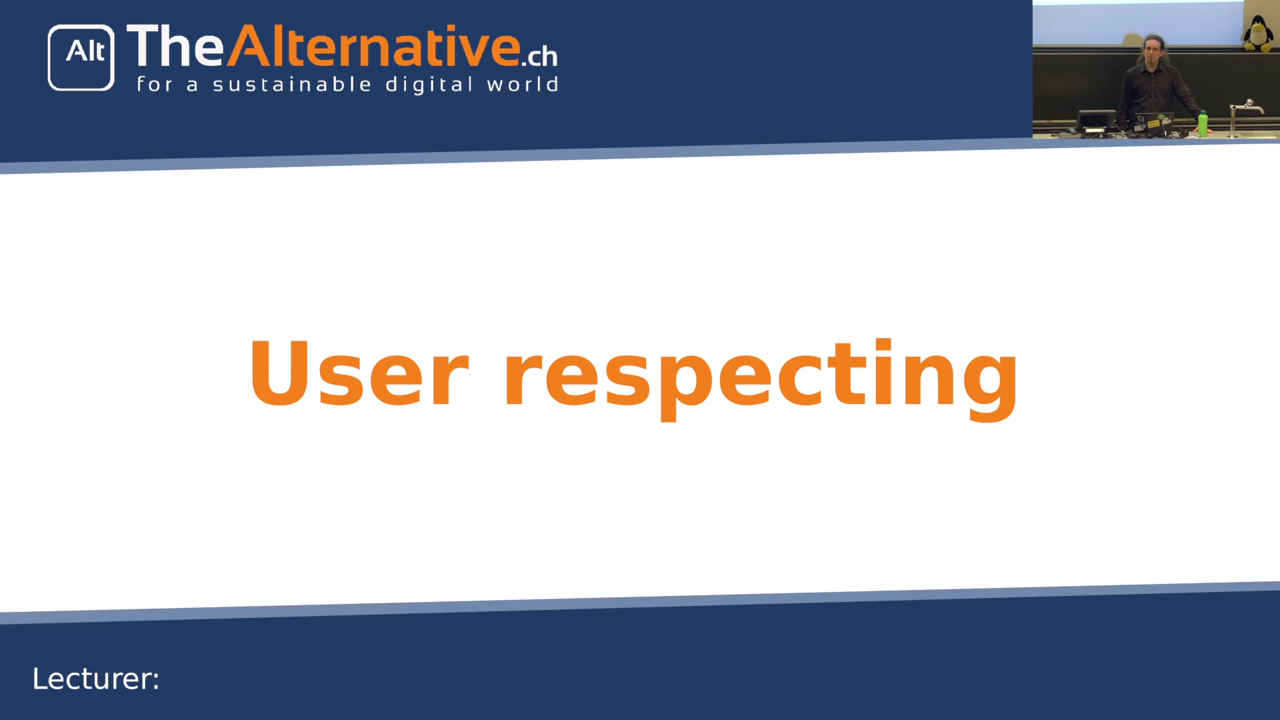 Alt
TheAlternative.ch
for a sustainable digital world
User respecting
Lecturer: